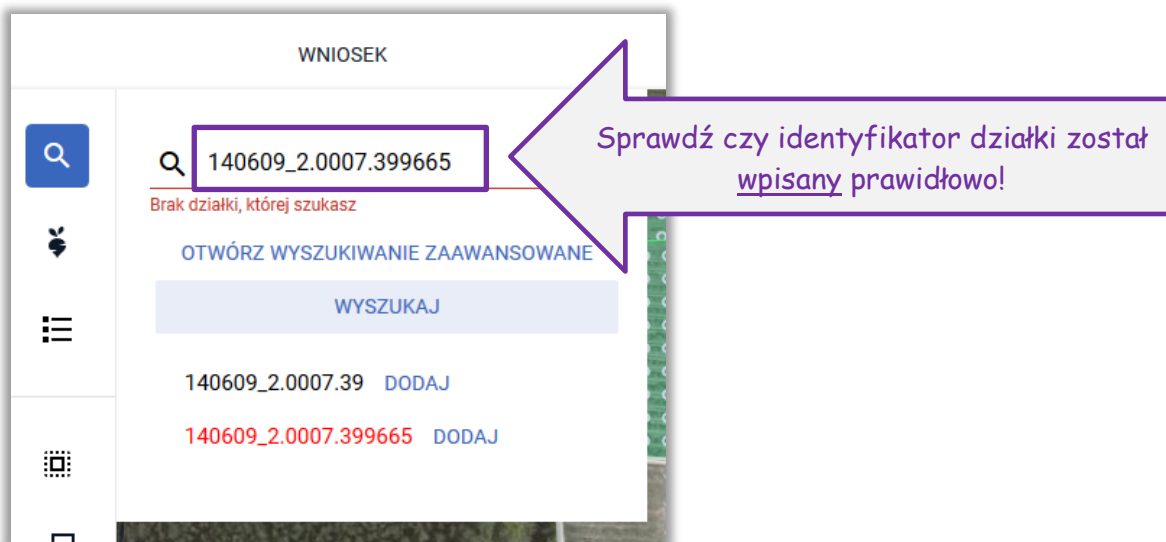 WNIOSEK
140609_2.0007.399665
Brak działki, której szukasz
OTWÓRZ WYSZUKIWANIE ZAAWANSOWANE
WYSZUKAJ
140609_2.0007.39 DODAJ
140609_2.0007.399665 DODAJ
Sprawdź czy identyfikator działki został
wpisany prawidłowo!